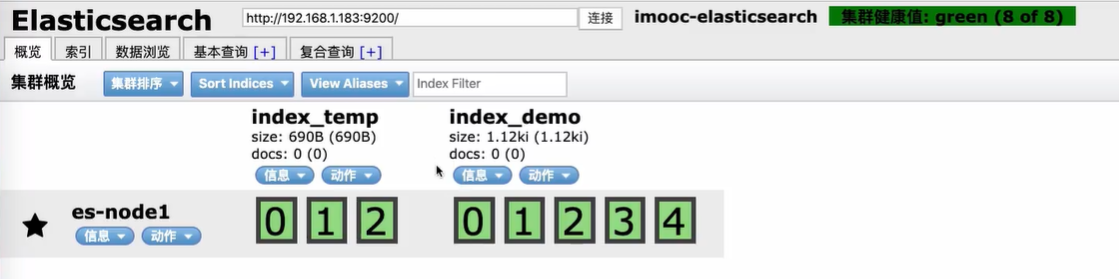 Elasticsearch http://192.168.1.183:9200/ 连接 imooc-elasticsearch 集群健康值: green (8 of 8)
概览 索引 数据浏览 基本查询 [+] 复合查询 [+]
集群概览 集群排序 Sort Indices View Aliases Index Filter
index_temp index_demo
size: 690B (690B) size: 1.12ki (1.12ki)
docs: 0 (0) docs: 0 (0)
信息 动作 信息 动作
es-node1 0 1 2 0 1 2 3 4
信息 动作